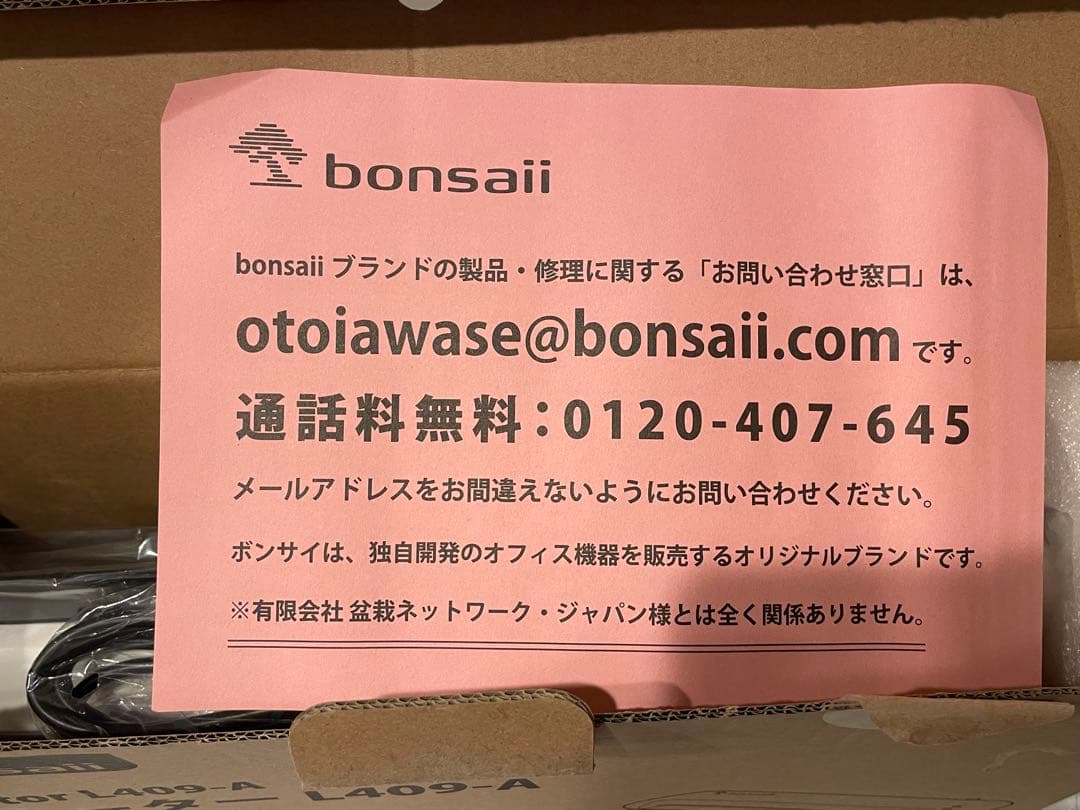 bonsaii
bonsaii ブランドの製品・修理に関する「お問い合わせ窓口」は、
otoiawase@bonsaii.com です。
通話料無料：0120-407-645
メールアドレスをお間違えないようにお問い合わせください。
ボンサイは、独自開発のオフィス機器を販売するオリジナルブランドです。
※有限会社 盆栽ネットワーク・ジャパン様とは全く関係ありません。
saii
tor L409-A
ーター L409-A